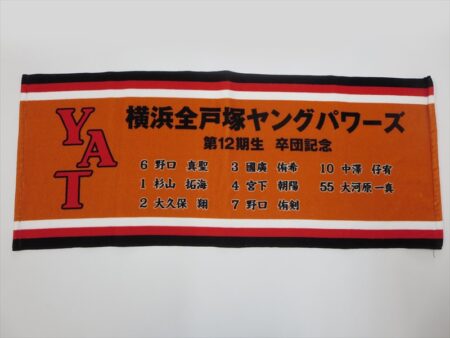 YAT
横浜全戸塚ヤングパワーズ
第12期生 卒団記念
6 野口 真聖 3 國廣 侑希 10 中澤 仔宥
1 杉山 拓海 4 宮下 朝陽 55 大河原 一真
2 大久保 翔 7 野口 侑剣